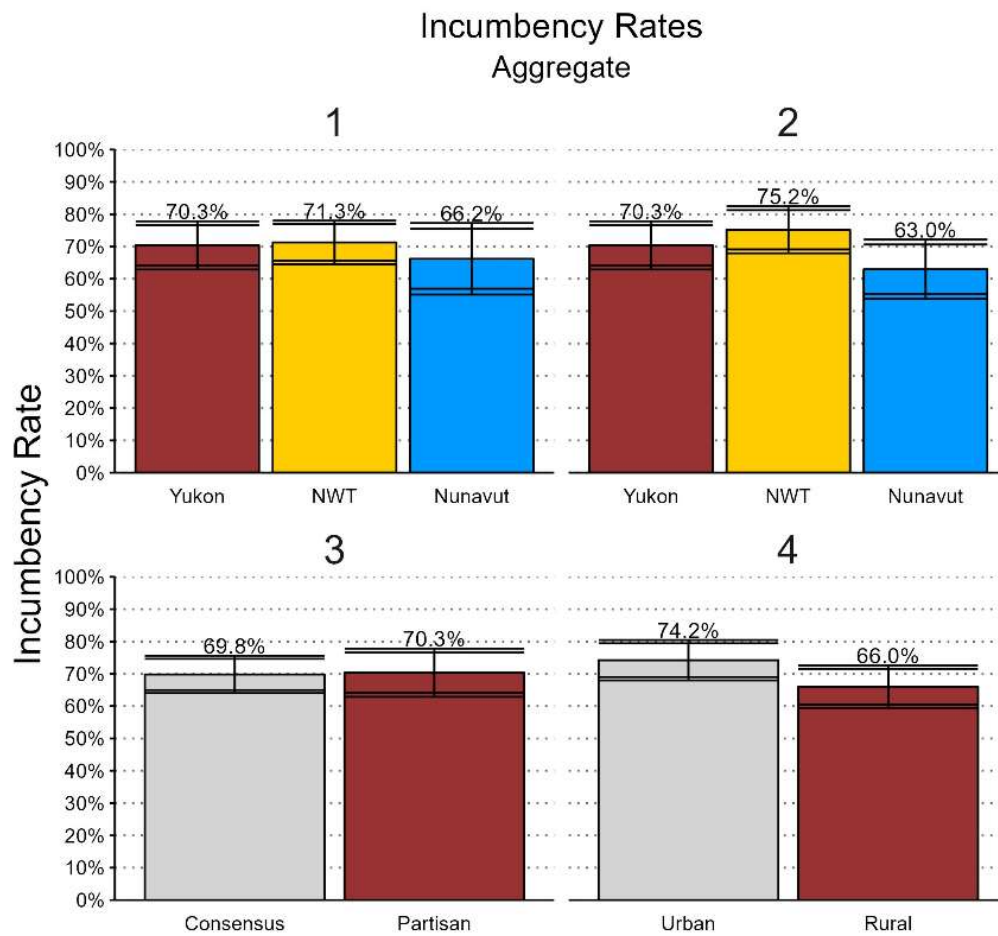 Incumbency Rates
Aggregate
1
2
100%
90%
80%
70%
60%
50%
40%
30%
20%
10%
0%
70.3%
71.3%
66.2%
70.3%
75.2%
63.0%
Yukon
NWT
Nunavut
Yukon
NWT
Nunavut
Incumbency Rate
3
4
100%
90%
80%
70%
60%
50%
40%
30%
20%
10%
0%
69.8%
70.3%
74.2%
66.0%
Consensus
Partisan
Urban
Rural